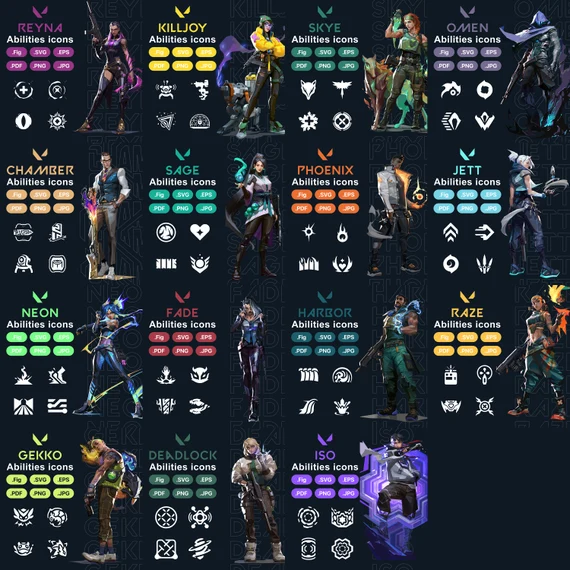 REYNA
Abilities icons
.Fig .SVG .EPS
.PDF .PNG .JPG
KILLJOY
Abilities icons
.Fig .SVG .EPS
.PDF .PNG .JPG
SKYE
Abilities icons
.Fig .SVG .EPS
.PDF .PNG .JPG
OMEN
Abilities icons
.Fig .SVG .EPS
.PDF .PNG .JPG
CHAMBER
Abilities icons
.Fig .SVG .EPS
.PDF .PNG .JPG
SAGE
Abilities icons
.Fig .SVG .EPS
.PDF .PNG .JPG
PHOENIX
Abilities icons
.Fig .SVG .EPS
.PDF .PNG .JPG
JETT
Abilities icons
.Fig .SVG .EPS
.PDF .PNG .JPG
NEON
Abilities icons
.Fig .SVG .EPS
.PDF .PNG .JPG
FADE
Abilities icons
.Fig .SVG .EPS
.PDF .PNG .JPG
HARBOR
Abilities icons
.Fig .SVG .EPS
.PDF .PNG .JPG
RAZE
Abilities icons
.Fig .SVG .EPS
.PDF .PNG .JPG
GEKKO
Abilities icons
.Fig .SVG .EPS
.PDF .PNG .JPG
DEADLOCK
Abilities icons
.Fig .SVG .EPS
.PDF .PNG .JPG
ISO
Abilities icons
.Fig .SVG .EPS
.PDF .PNG .JPG